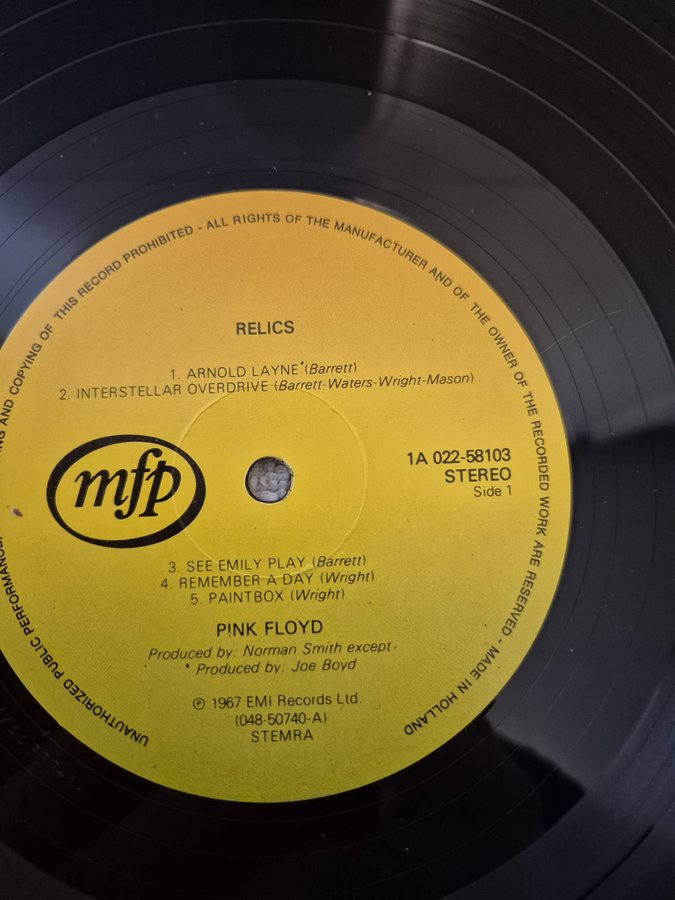 UNAUTHORIZED PUBLIC PERFORMANCE
ING AND COPYING OF THIS RECORD PROHIBITED - ALL RIGHTS OF THE MANUFACTURER AND OF THE OWNER OF THE RECORDED WORK ARE RESERVED - MADE IN HOLLAND
RELICS
1. ARNOLD LAYNE*(Barrett)
2. INTERSTELLAR OVERDRIVE (Barrett-Waters-Wright-Mason)
mfp
1A 022-58103
STEREO
Side 1
3. SEE EMILY PLAY (Barrett)
4. REMEMBER A DAY (Wright)
5. PAINTBOX (Wright)
PINK FLOYD
Produced by: Norman Smith except
* Produced by: Joe Boyd
℗ 1967 EMI Records Ltd.
(048-50740-A)
STEMRA